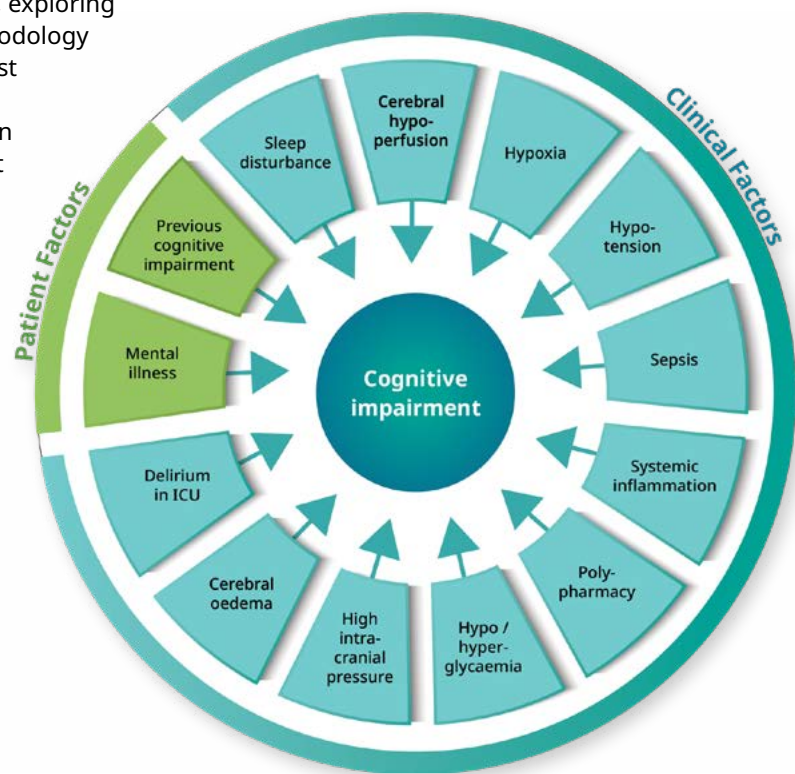 exploring
odology
st
n
t
Patient Factors
Clinical Factors
Cerebral
hypo-
perfusion
Hypoxia
Hypo-
tension
Sepsis
Systemic
inflammation
Poly-
pharmacy
Hypo /
hyper-
glycaemia
High
intra-
cranial
pressure
Cerebral
oedema
Delirium
in ICU
Mental
illness
Previous
cognitive
impairment
Sleep
disturbance
Cognitive
impairment